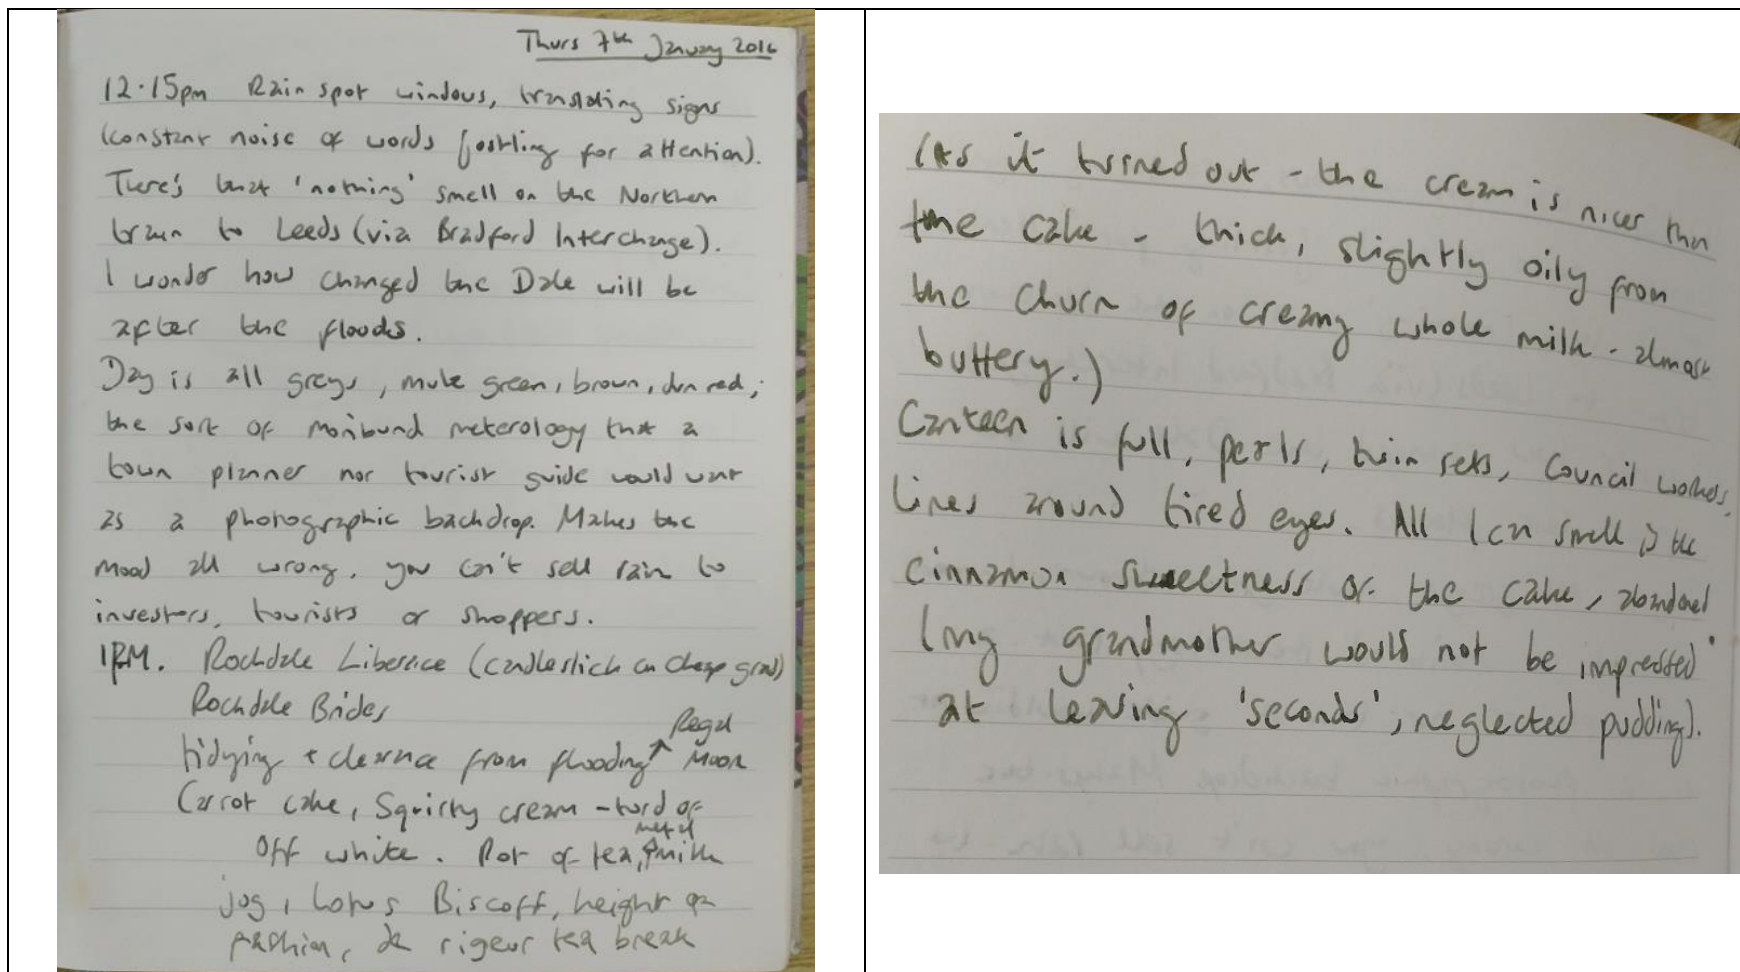 Thurs 7th January 2016
12.15pm Rain spot windows, translating signs
(constant noise of words jostling for attention).
There's that 'nothing' smell on the Northern
train to Leeds (via Bradford Interchange).
I wonder how changed the Dale will be
after the floods.
Day is all greys, mute green, brown, dun red;
the sort of moribund meterology that a
town planner nor tourist guide would want
as a photographic backdrop. Makes the
mood all wrong, you can't sell rain to
investors, tourists or shoppers.
1PM. Rochdale Liberace (candlestick on cheap grand)
Rochdale Brides
Regal
tidying + clearance from flooding ↑ Moon
Carrot cake, Squirty cream - turd of
metal
off white. Pot of tea, ↑ milk
jog, Lotus Biscoff, height of
fashion, de rigeur tea break
(As it turned out - the cream is nicer than
the cake - thick, slightly oily from
the churn of creamy whole milk - almost
buttery.)
Canteen is full, perls, twin sets, Council workers,
lines around tired eyes. All I can smell is the
cinnamon sweetness of the cake, abandoned
(my grandmother would not be impressed
at leaving 'seconds', neglected pudding).